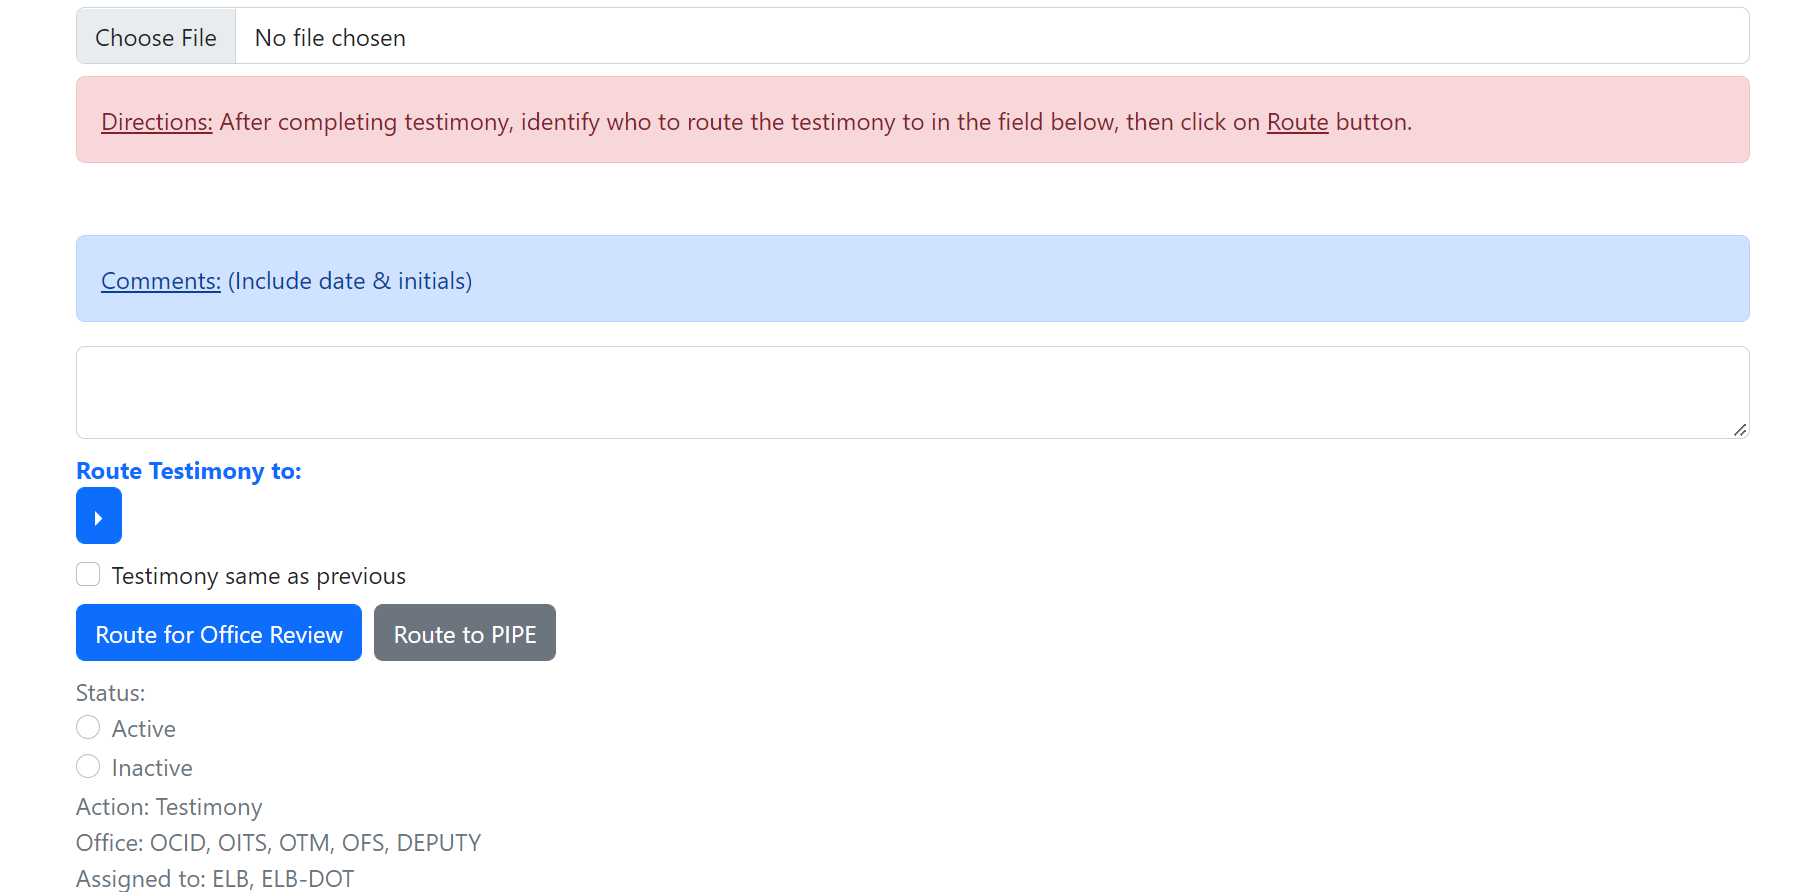 Choose File No file chosen
Directions: After completing testimony, identify who to route the testimony to in the field below, then click on Route button.
Comments: (Include date & initials)
Route Testimony to:
Testimony same as previous
Route for Office Review Route to PIPE
Status:
Active
Inactive
Action: Testimony
Office: OCID, OITS, OTM, OFS, DEPUTY
Assigned to: ELB, ELB-DOT